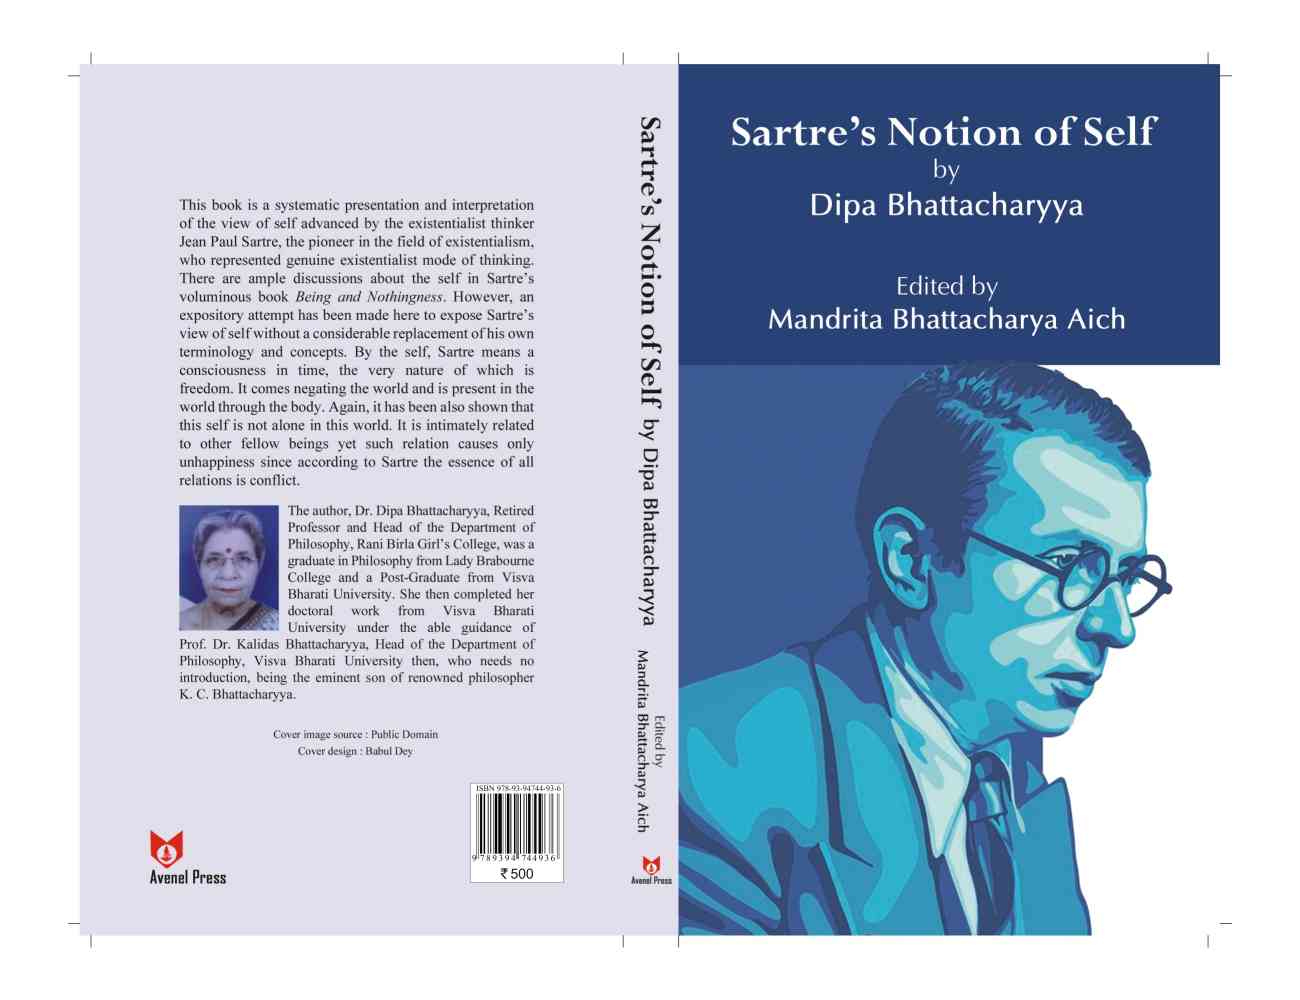 This book is a systematic presentation and interpretation
of the view of self advanced by the existentialist thinker
Jean Paul Sartre, the pioneer in the field of existentialism,
who represented genuine existentialist mode of thinking.
There are ample discussions about the self in Sartre's
voluminous book Being and Nothingness. However, an
expository attempt has been made here to expose Sartre's
view of self without a considerable replacement of his own
terminology and concepts. By the self, Sartre means a
consciousness in time, the very nature of which is
freedom. It comes negating the world and is present in the
world through the body. Again, it has been also shown that
this self is not alone in this world. It is intimately related
to other fellow beings yet such relation causes only
unhappiness since according to Sartre the essence of all
relations is conflict.
The author, Dr. Dipa Bhattacharyya, Retired
Professor and Head of the Department of
Philosophy, Rani Birla Girl's College, was a
graduate in Philosophy from Lady Brabourne
College and a Post-Graduate from Visva
Bharati University. She then completed her
doctoral work from Visva Bharati
University under the able guidance of
Prof. Dr. Kalidas Bhattacharyya, Head of the Department of
Philosophy, Visva Bharati University then, who needs no
introduction, being the eminent son of renowned philosopher
K. C. Bhattacharyya.
Cover image source : Public Domain
Cover design : Babul Dey
ISBN 978-93-94744-93-6
9 789394 744936
₹ 500
Avenel Press
Sartre's Notion of Self by Dipa Bhattacharyya
Edited by
Mandrita Bhattacharya Aich
Avenel Press
Sartre's Notion of Self
by
Dipa Bhattacharyya
Edited by
Mandrita Bhattacharya Aich